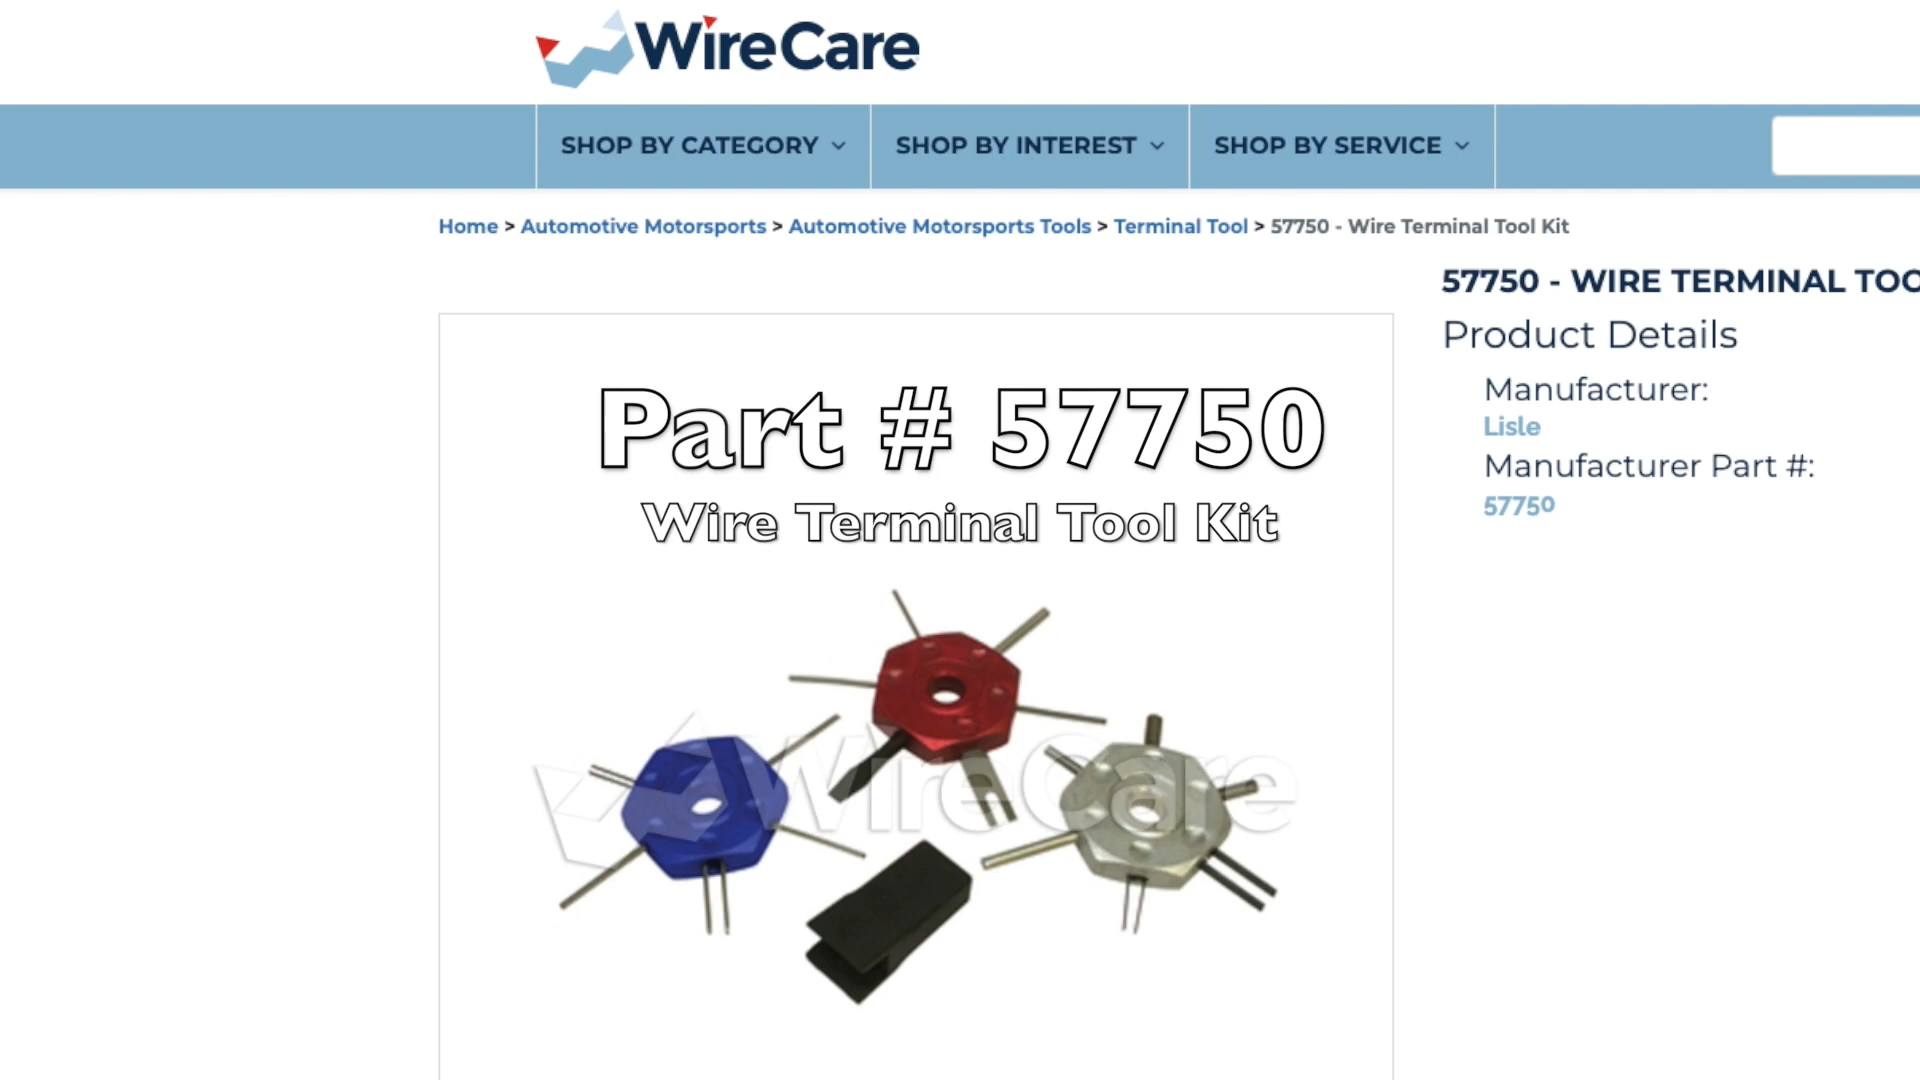 WireCare
SHOP BY CATEGORY
SHOP BY INTEREST
SHOP BY SERVICE
Home > Automotive Motorsports > Automotive Motorsports Tools > Terminal Tool > 57750 - Wire Terminal Tool Kit
57750 - WIRE TERMINAL TOO
Product Details
Manufacturer:
Lisle
Manufacturer Part #:
57750
Part # 57750
Wire Terminal Tool Kit
WireCare